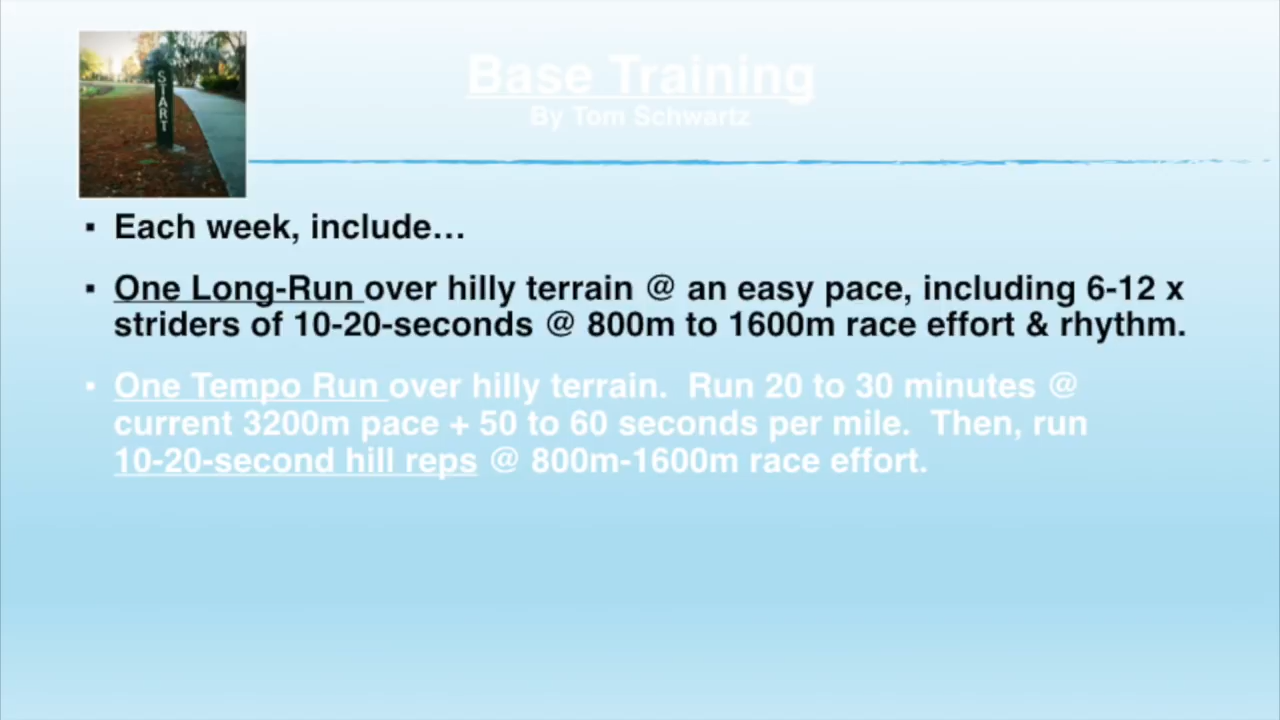 START
Base Training
By Tom Schwartz
▪ Each week, include…
▪ One Long-Run over hilly terrain @ an easy pace, including 6-12 x
striders of 10-20-seconds @ 800m to 1600m race effort & rhythm.
▪ One Tempo Run over hilly terrain.  Run 20 to 30 minutes @
current 3200m pace + 50 to 60 seconds per mile.  Then, run
10-20-second hill reps @ 800m-1600m race effort.